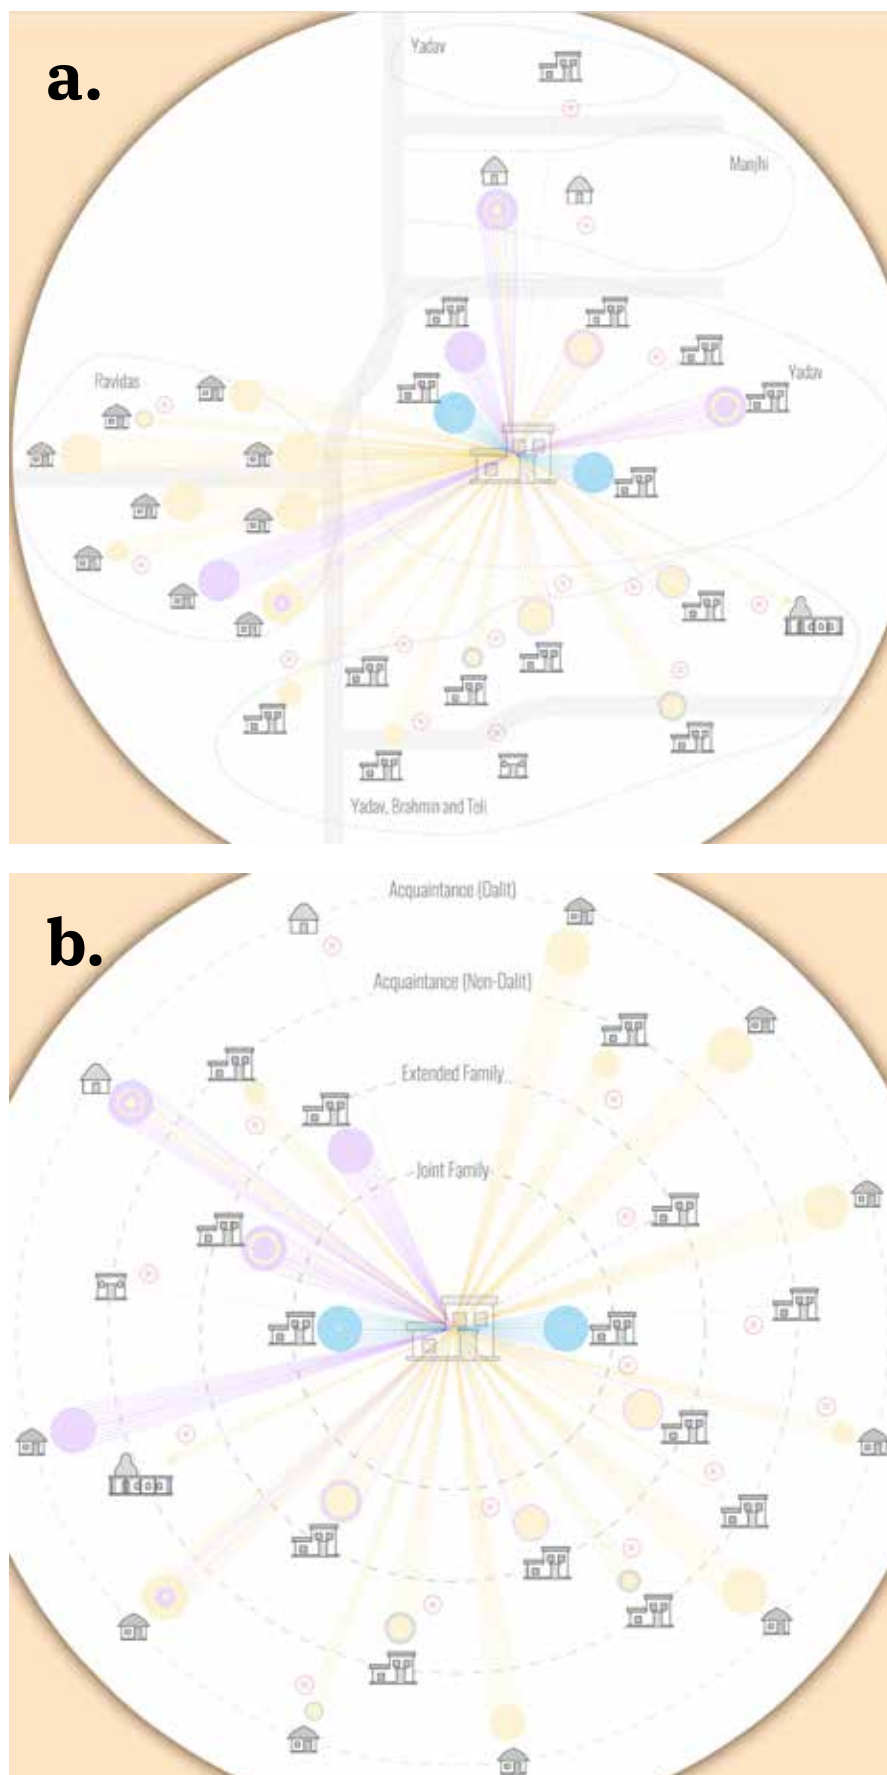 a.
Yadav
Manjhi
Ravidas
Yadav
Yadav, Brahmin and Teli
b.
Acquaintance (Dalit)
Acquaintance (Non-Dalit)
Extended Family
Joint Family